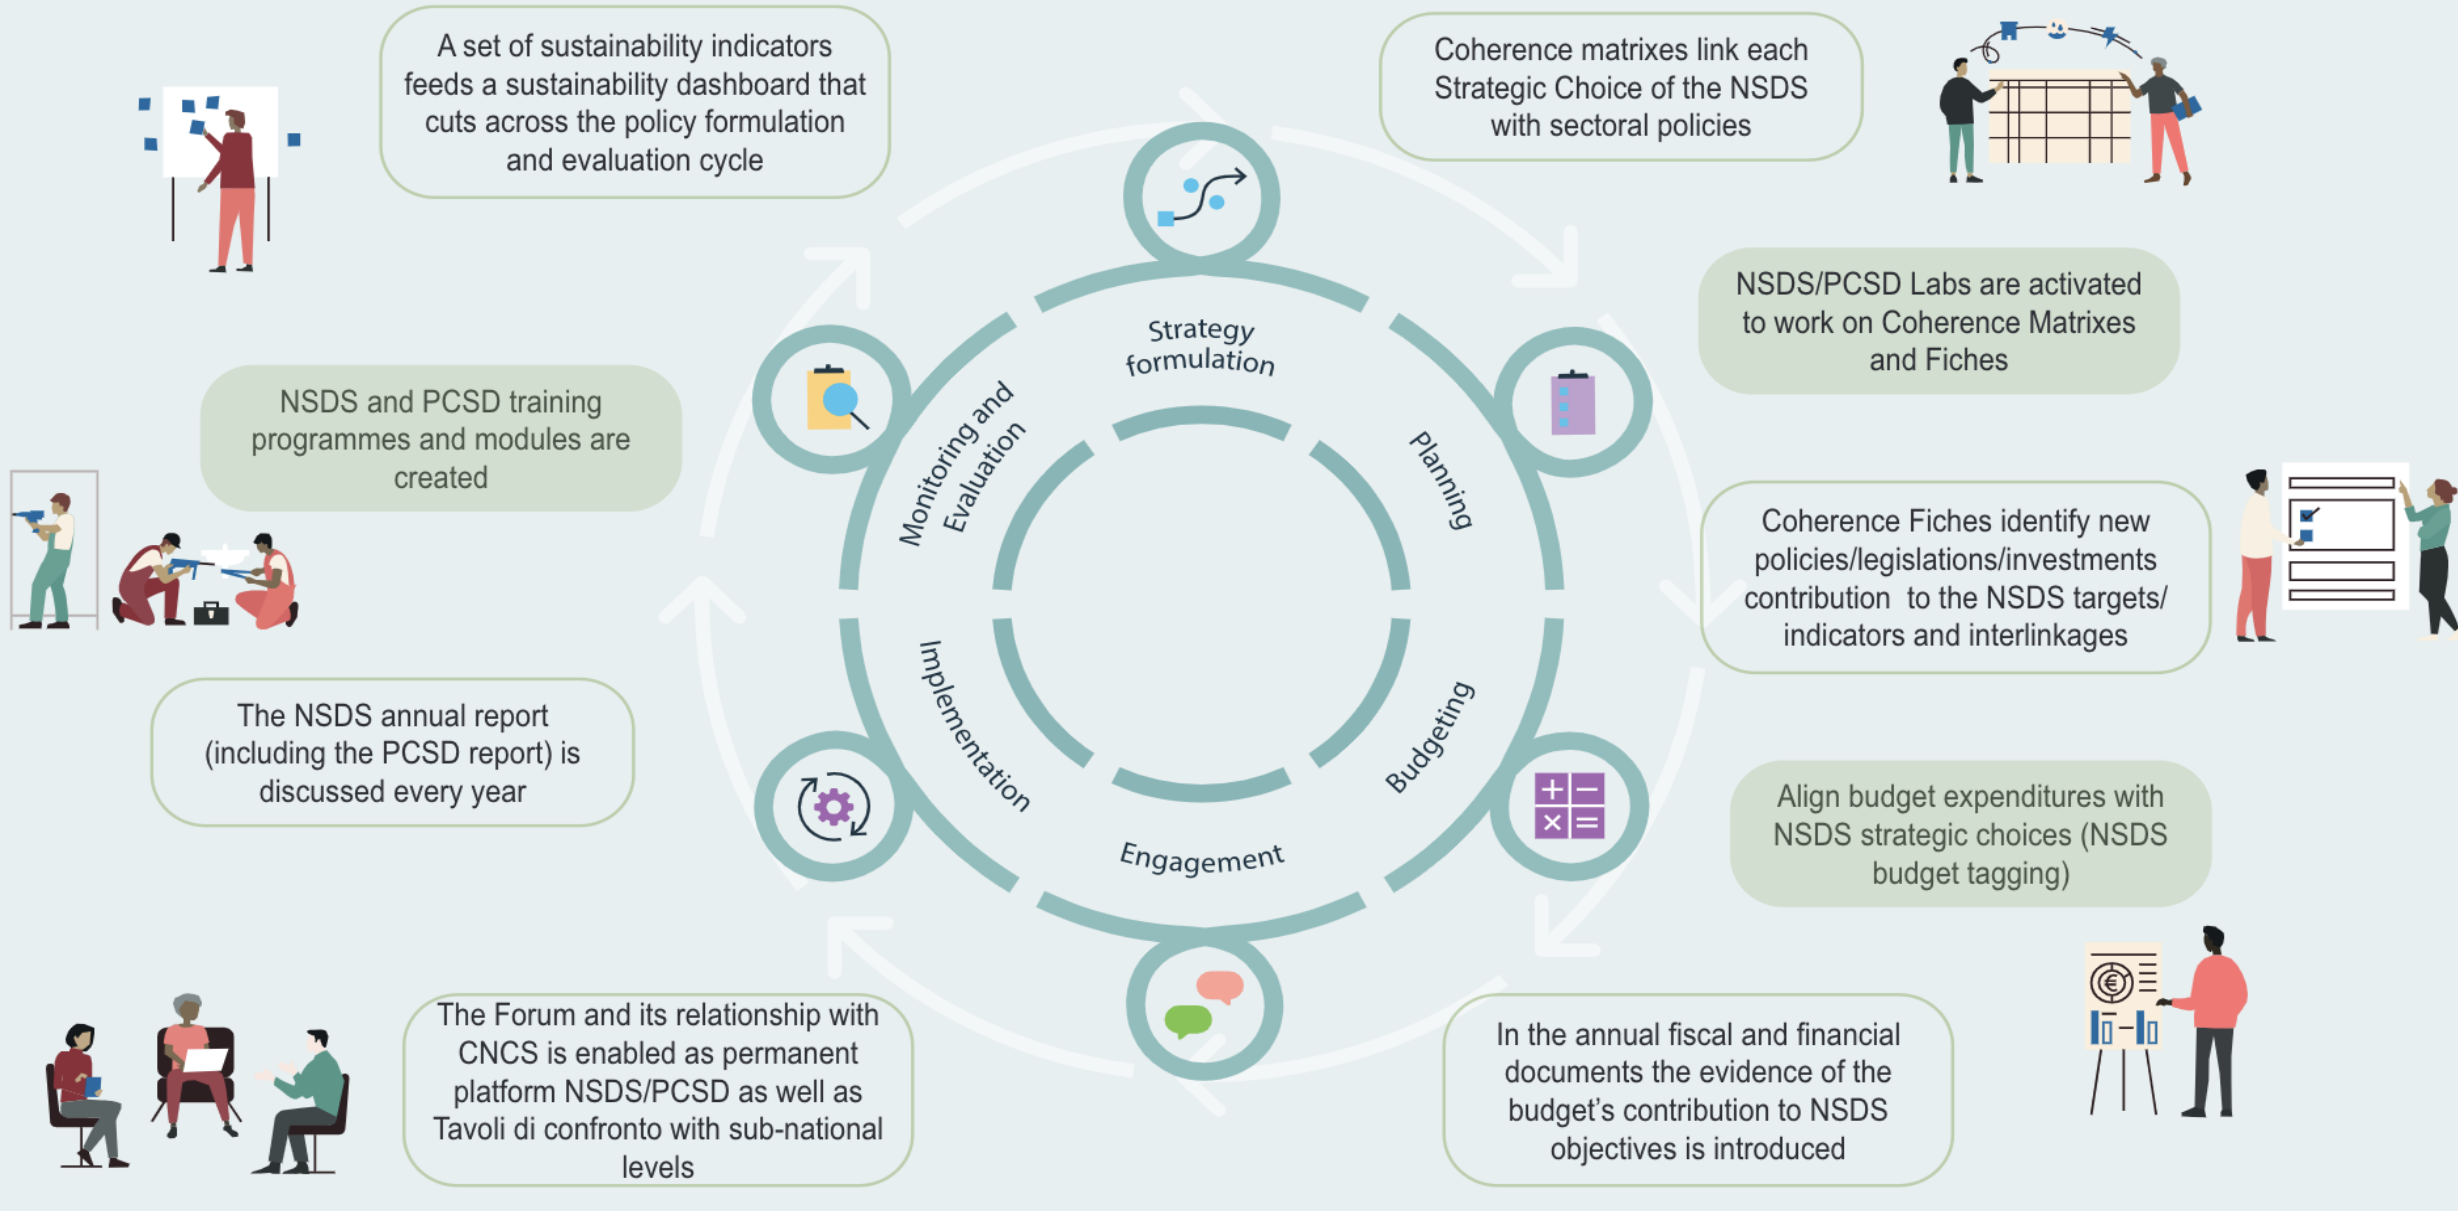 A set of sustainability indicators
feeds a sustainability dashboard that
cuts across the policy formulation
and evaluation cycle
Coherence matrixes link each
Strategic Choice of the NSDS
with sectoral policies
NSDS/PCSD Labs are activated
to work on Coherence Matrixes
and Fiches
NSDS and PCSD training
programmes and modules are
created
Strategy
formulation
Monitoring and
Evaluation
Planning
Coherence Fiches identify new
policies/legislations/investments
contribution  to the NSDS targets/
indicators and interlinkages
The NSDS annual report
(including the PCSD report) is
discussed every year
Implementation
Budgeting
Engagement
Align budget expenditures with
NSDS strategic choices (NSDS
budget tagging)
The Forum and its relationship with
CNCS is enabled as permanent
platform NSDS/PCSD as well as
Tavoli di confronto with sub-national
levels
In the annual fiscal and financial
documents the evidence of the
budget’s contribution to NSDS
objectives is introduced